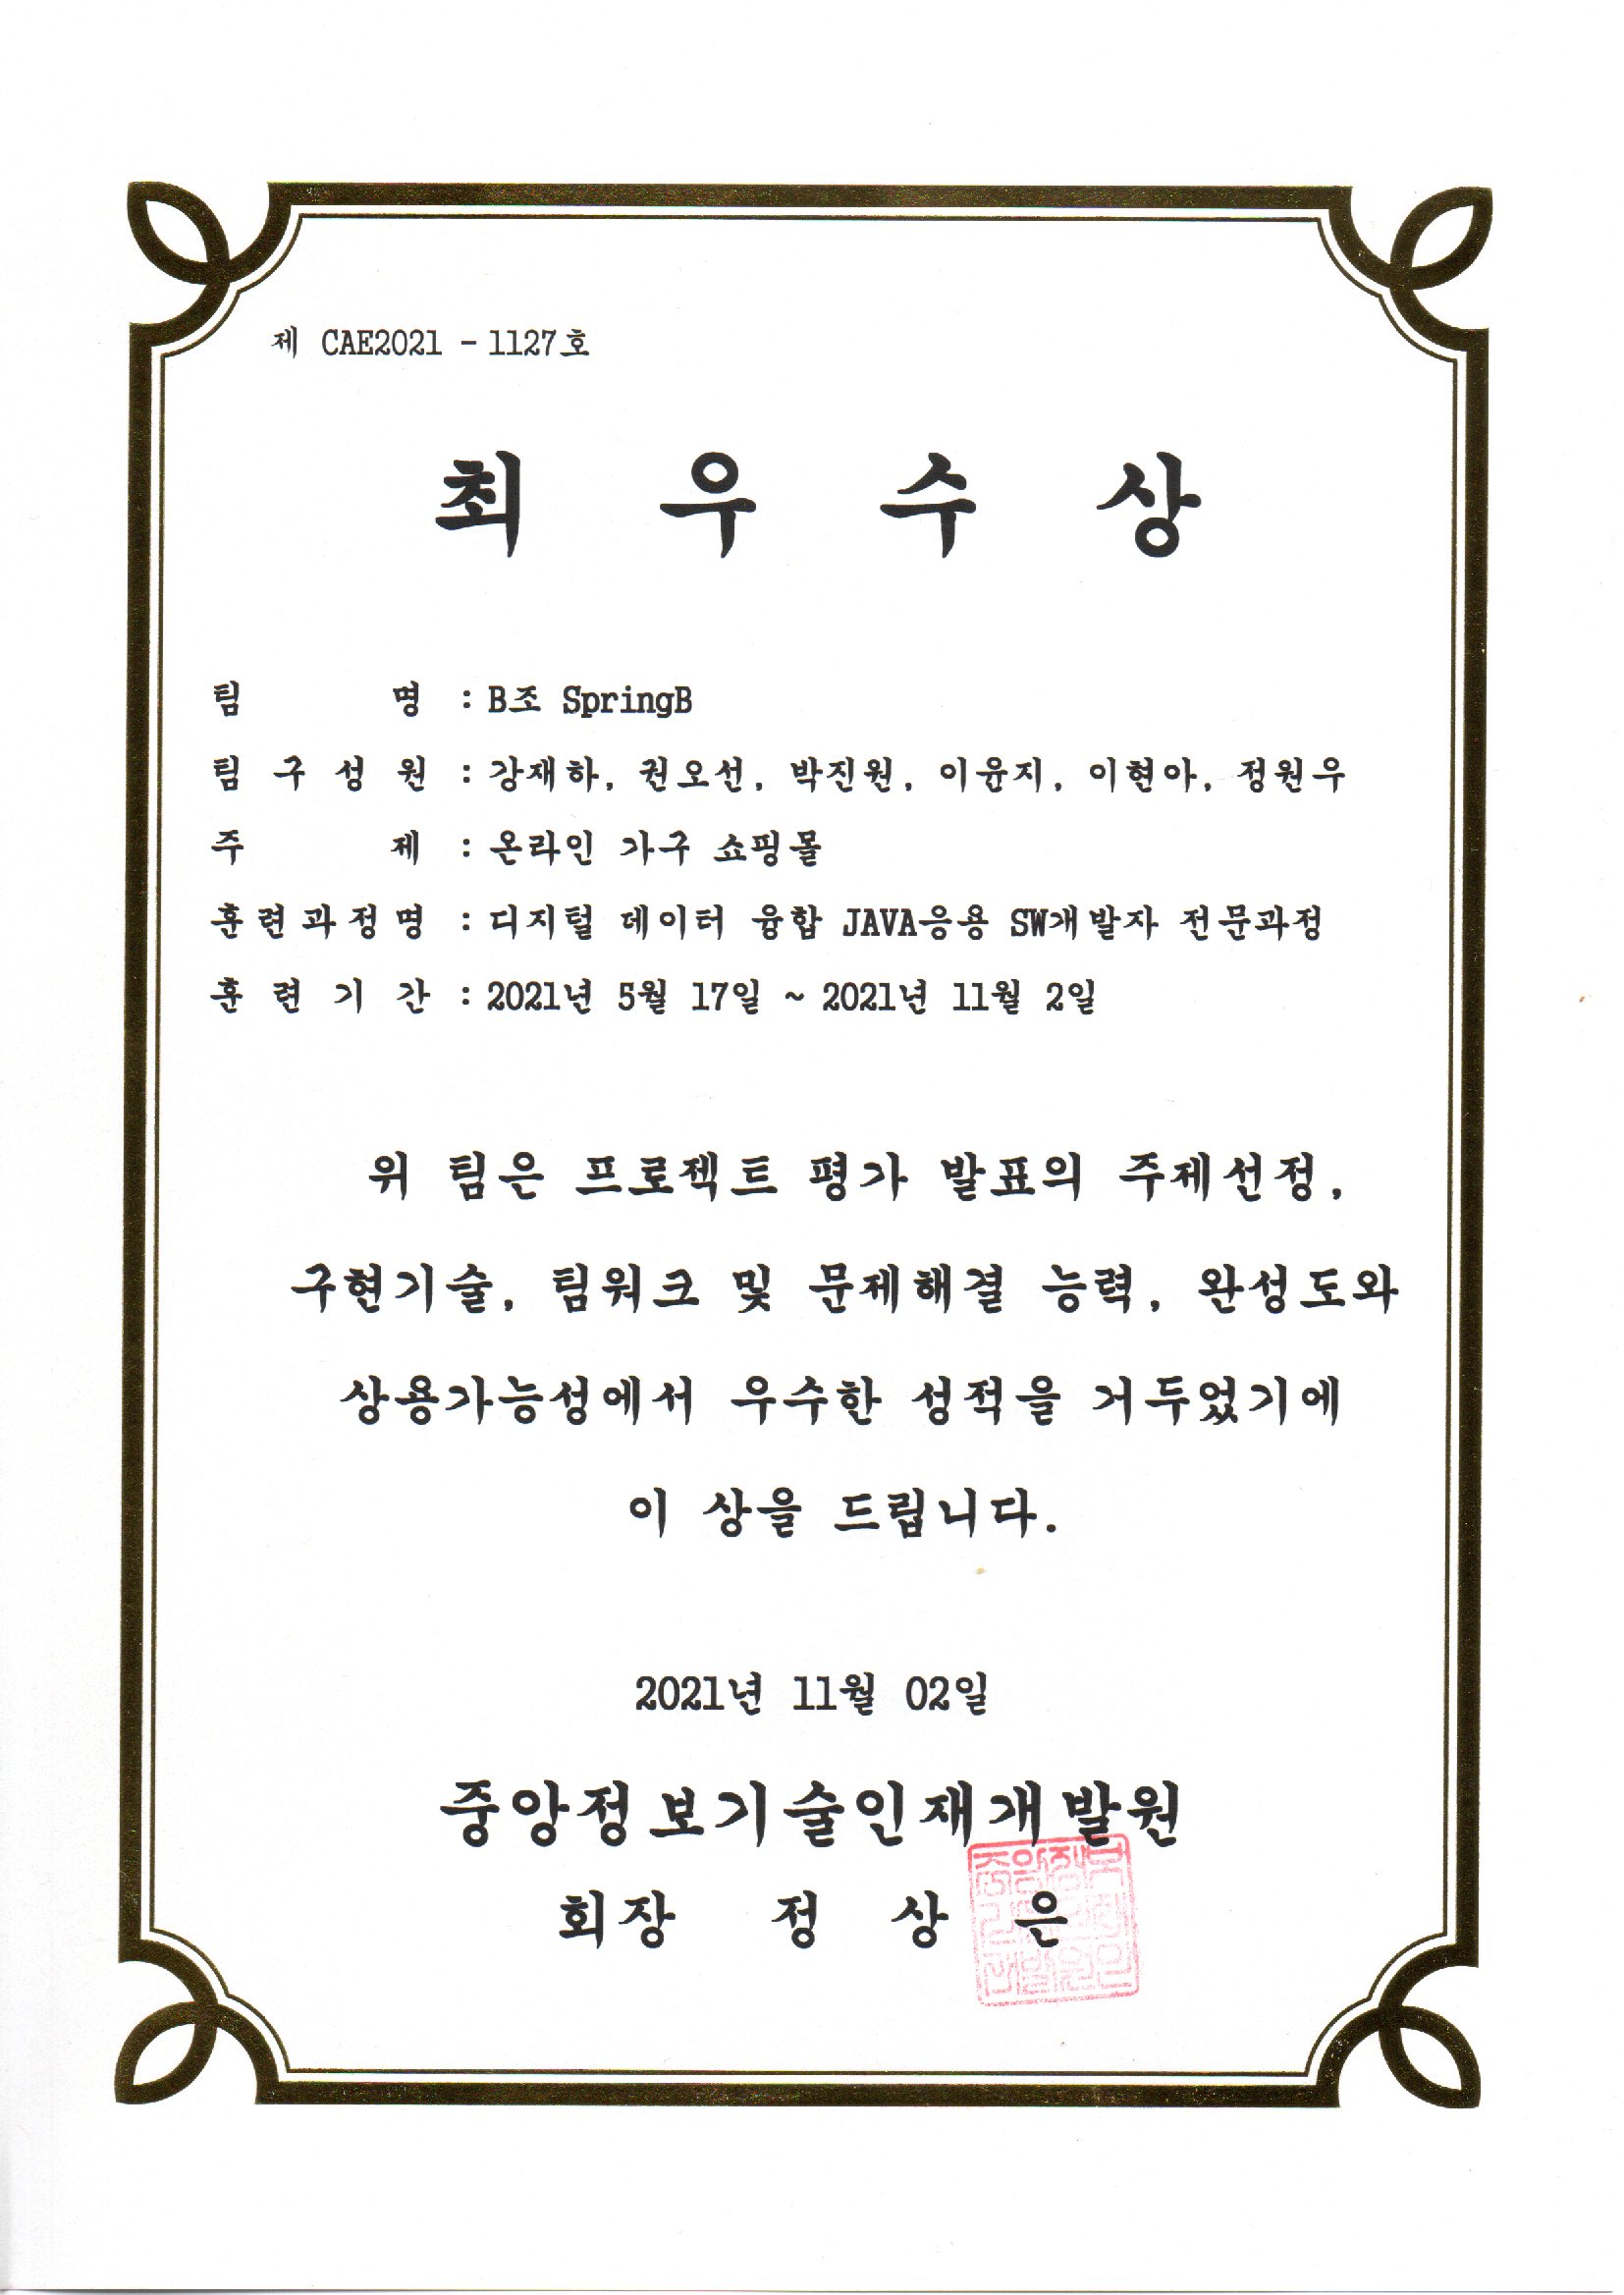 제 CAE2021 - 1127호
최 우 수 상
팀 명 : B조 SpringB
팀 구 성 원 : 강재하, 권오선, 박진원, 이윤지, 이현아, 정원우
주 제 : 온라인 가구 쇼핑몰
훈련과정명 : 디지털 데이터 융합 JAVA응용 SW개발자 전문과정
훈 련 기 간 : 2021년 5월 17일 ~ 2021년 11월 2일
위 팀은 프로젝트 평가 발표의 주제선정,
구현기술, 팀워크 및 문제해결 능력, 완성도와
상용가능성에서 우수한 성적을 거두었기에
이 상을 드립니다.
2021년 11월 02일
중앙정보기술인재개발원
회장 정 상 은
중앙정보